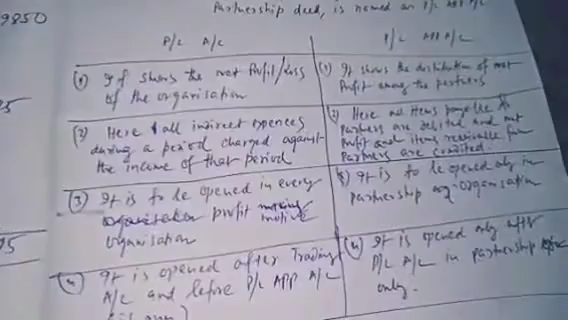 9850
Partnership deed, is named as P/L APP A/C
P/L A/C
P/L APP A/C
(1) It shows the net Profit/loss
of the organisation
(1) It shows the distribution of net
Profit among the partners
(2) Here all indirect expences
during a period charged against
the income of that period
(2) Here all items payable to
Partners are debited and net
Profit and items receivable from
Partners are credited.
(3) It is to be opened in every
profit motive
organisation
(3) It is to be opened only in
partnership organisation
(4) It is opened after Trading
A/C and before P/L APP A/C
(4) It is opened only after
P/L A/C in partnership
only.